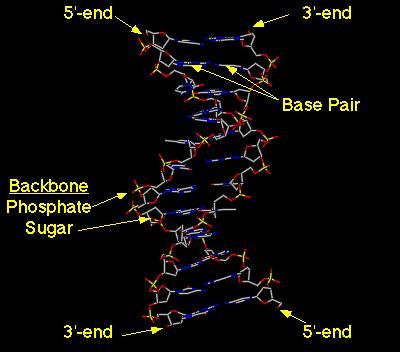 5'-end
3'-end
Base Pair
Backbone
Phosphate
Sugar
3'-end
5'-end